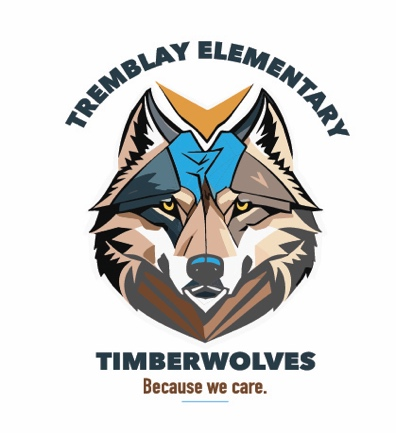 TREMBLAY ELEMENTARY
TIMBERWOLVES
Because we care.